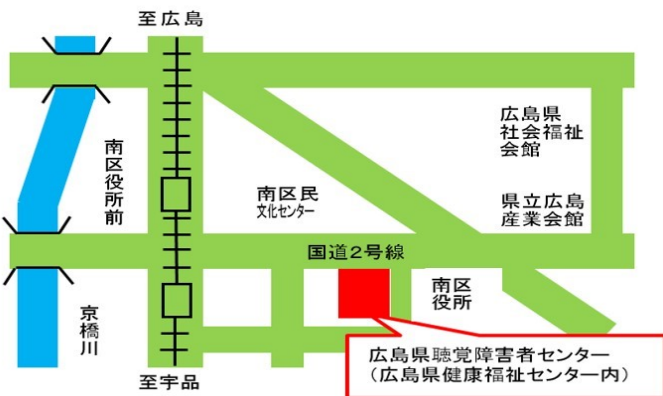 至広島
広島県
社会福祉
会館
南区役所前
南区民
文化センター
県立広島
産業会館
国道2号線
南区
役所
京橋川
広島県聴覚障害者センター
(広島県健康福祉センター内)
至宇品